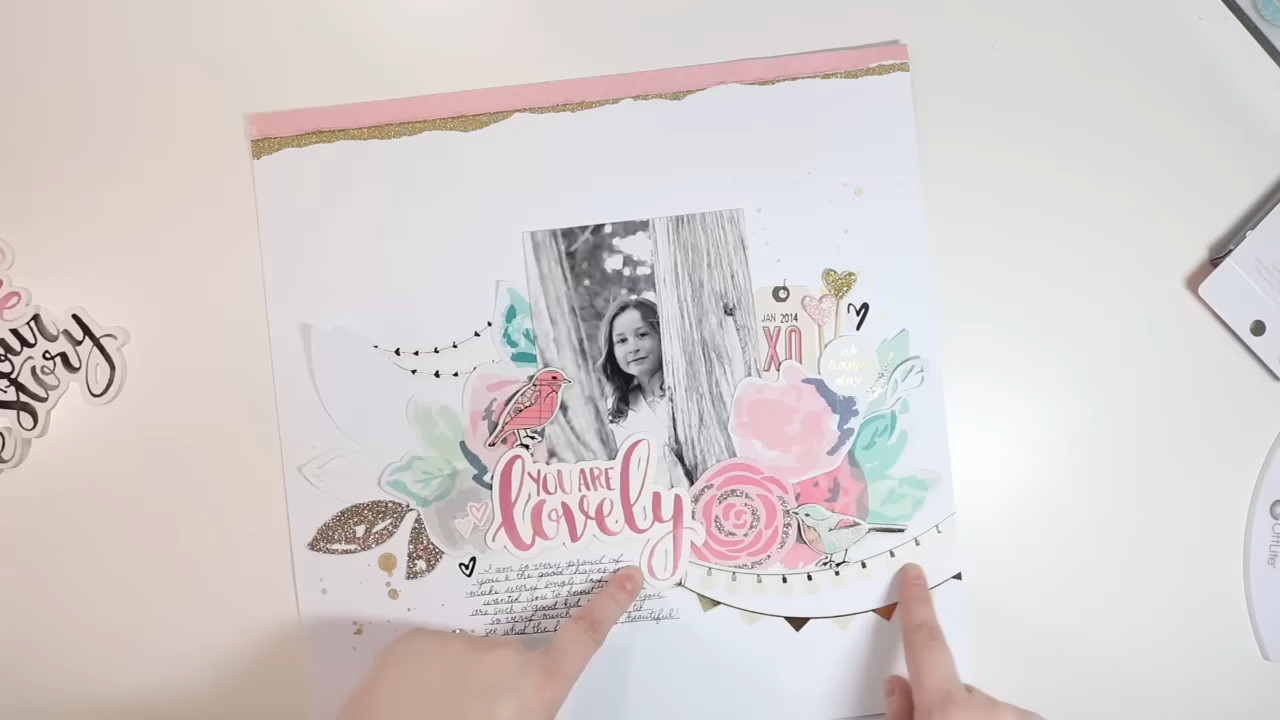 your
story
JAN 2014
XO
oh
happy
day
YOU ARE
lovely
I am so very proud of
you & the good choices
make every single
wanted you to know
you
are such a good kid
to
so very much
beautiful!
see what the